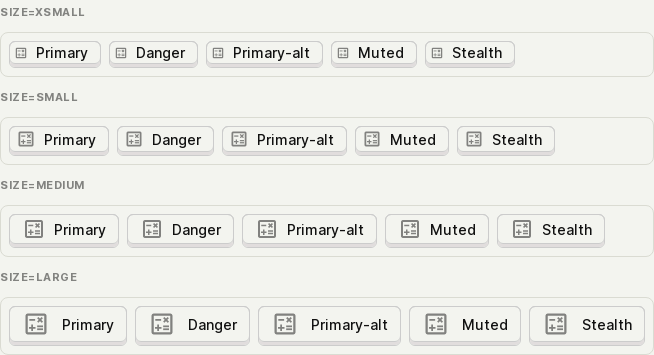 SIZE=XSMALL
Primary Danger Primary-alt Muted Stealth
SIZE=SMALL
Primary Danger Primary-alt Muted Stealth
SIZE=MEDIUM
Primary Danger Primary-alt Muted Stealth
SIZE=LARGE
Primary Danger Primary-alt Muted Stealth